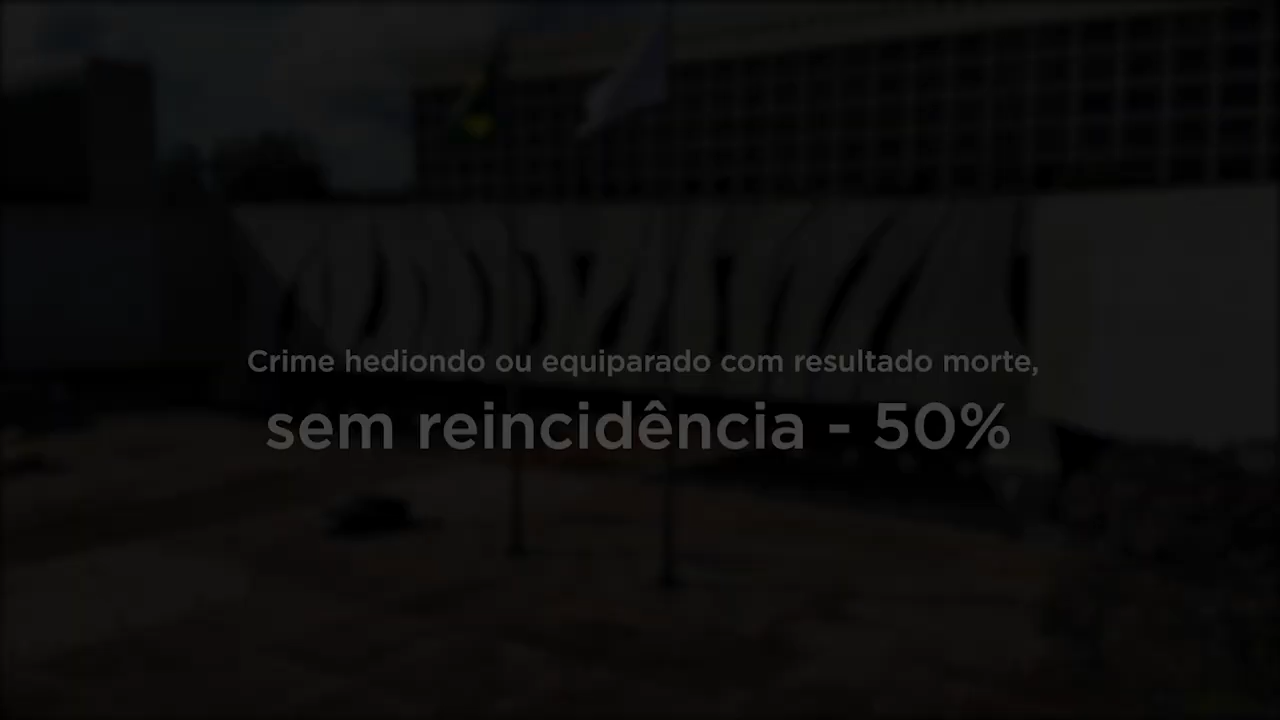 Crime hediondo ou equiparado com resultado morte,
sem reincidência - 50%